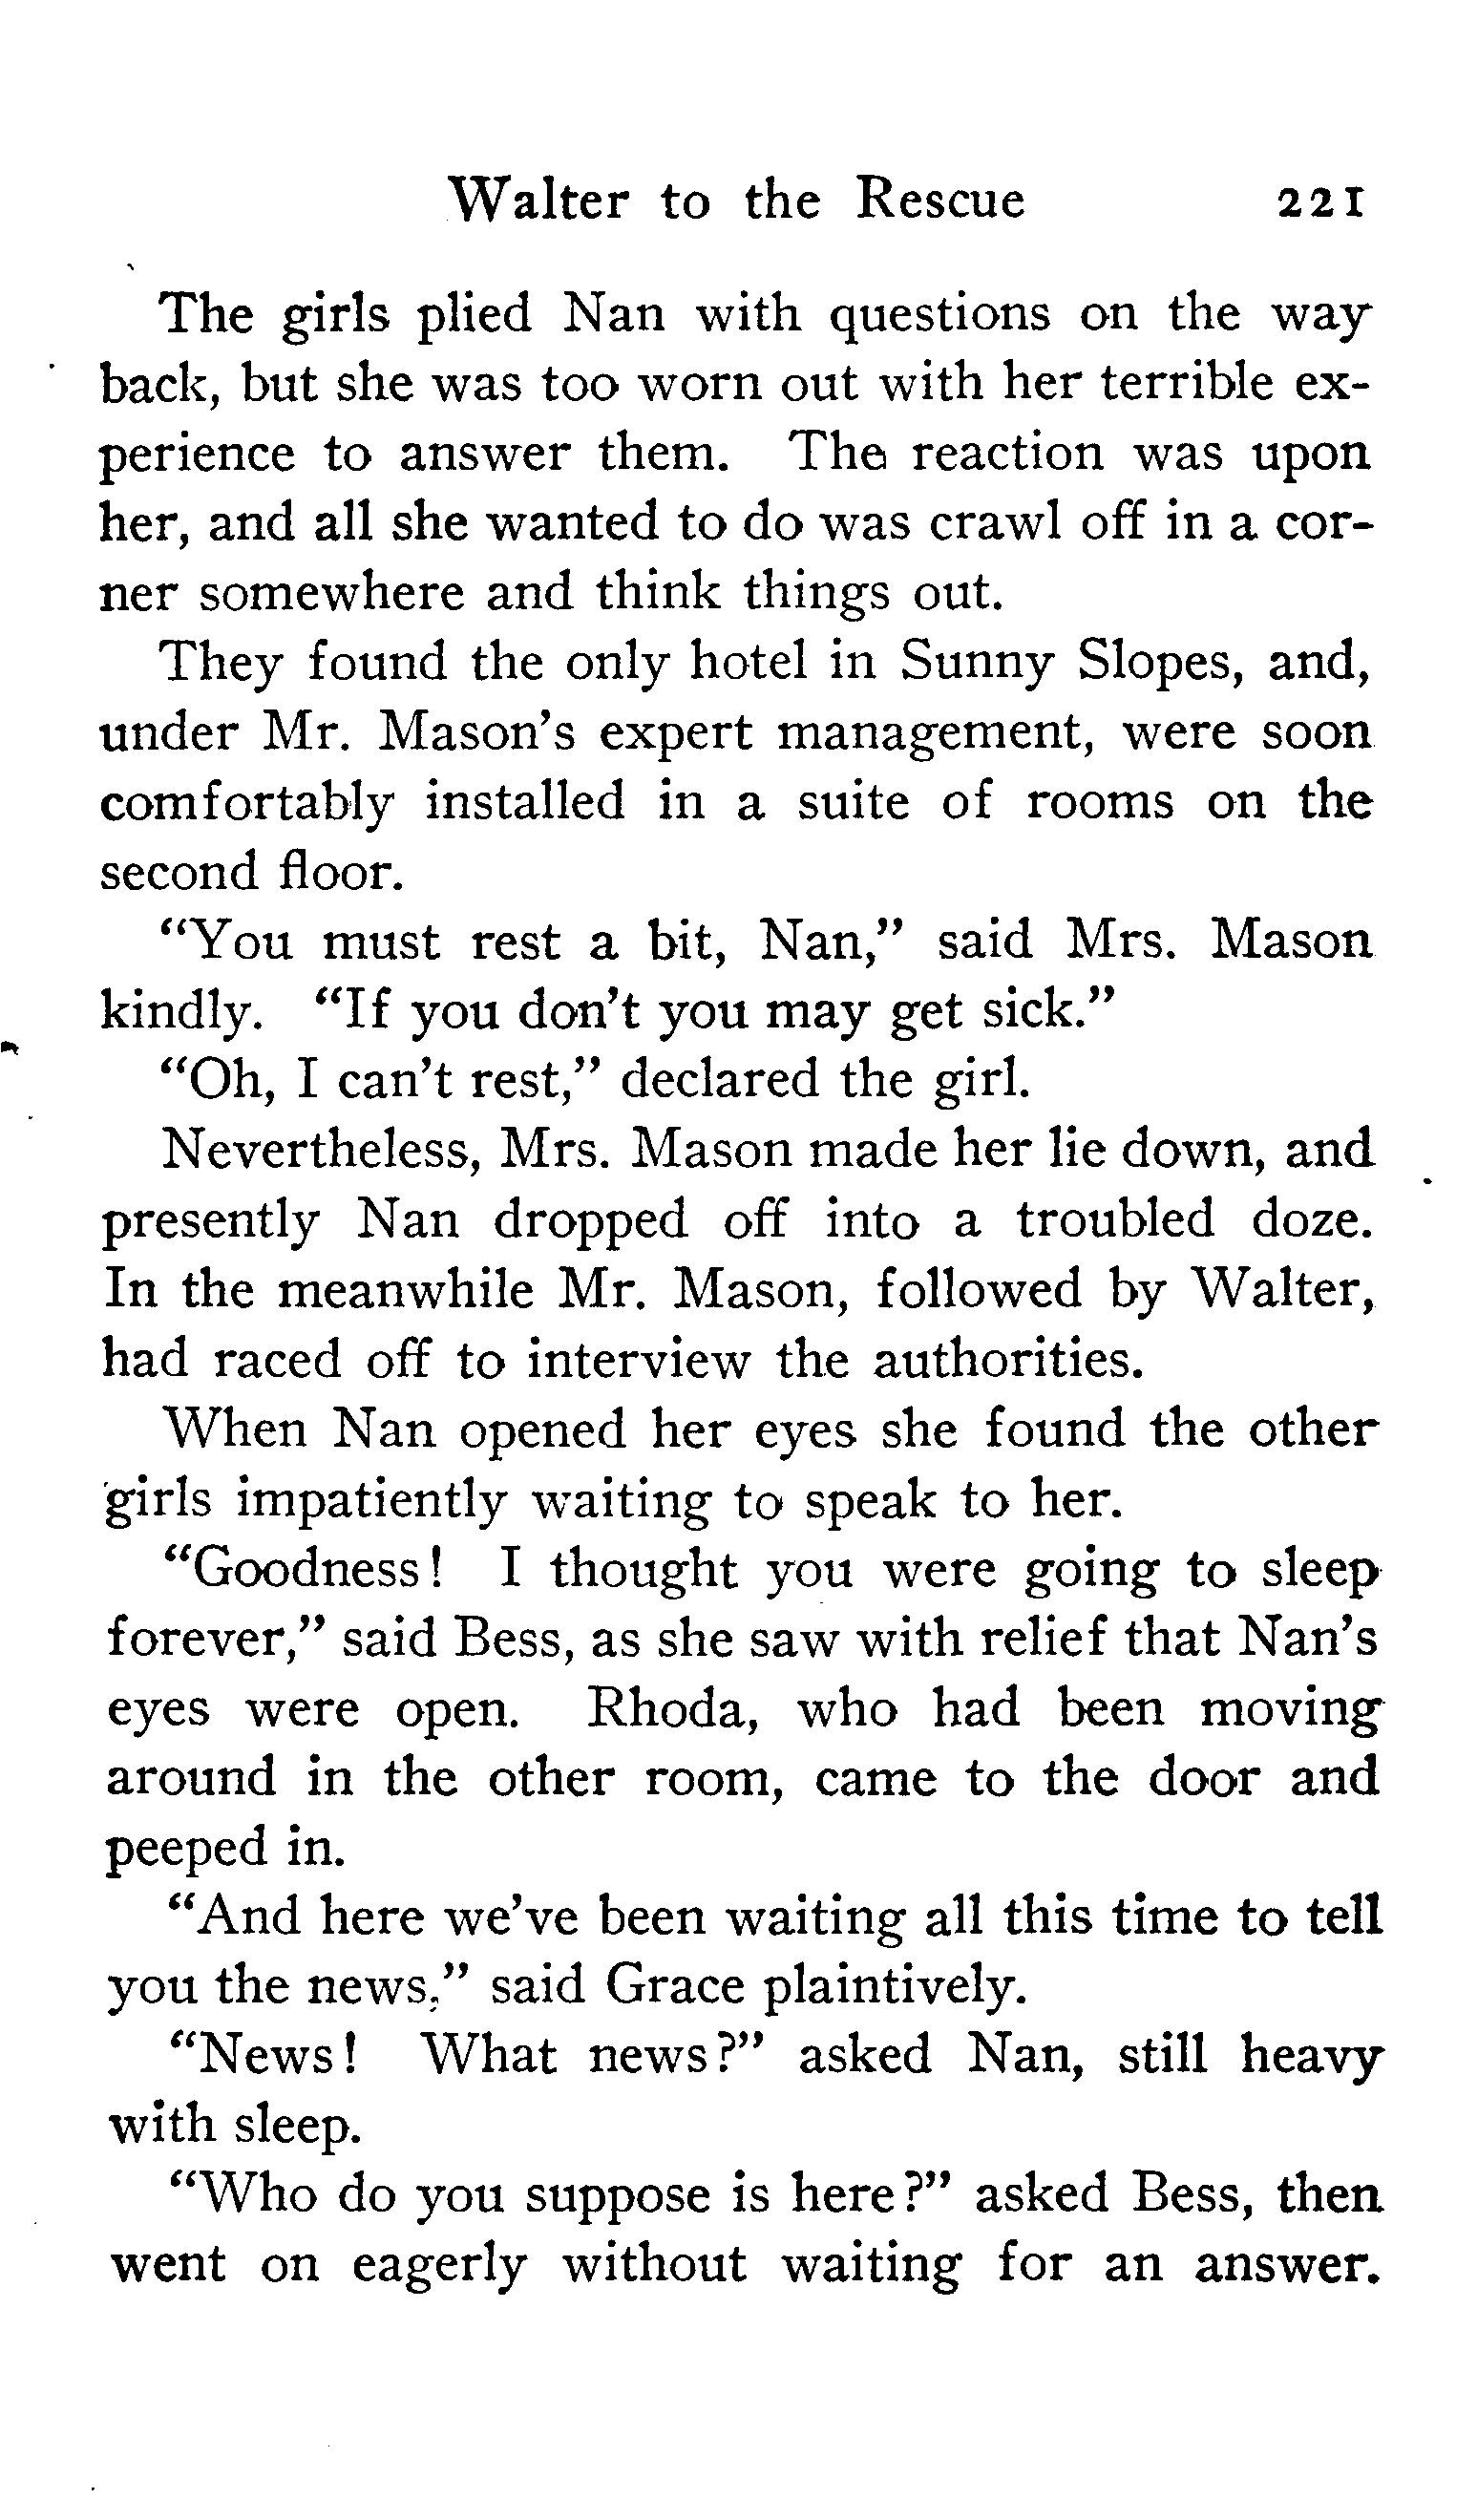 Walter to the Rescue 221
The girls plied Nan with questions on the way
back, but she was too worn out with her terrible ex-
perience to answer them. The reaction was upon
her, and all she wanted to do was crawl off in a cor-
ner somewhere and think things out.
They found the only hotel in Sunny Slopes, and,
under Mr. Mason's expert management, were soon
comfortably installed in a suite of rooms on the
second floor.
"You must rest a bit, Nan," said Mrs. Mason
kindly. "If you don't you may get sick."
"Oh, I can't rest," declared the girl.
Nevertheless, Mrs. Mason made her lie down, and
presently Nan dropped off into a troubled doze.
In the meanwhile Mr. Mason, followed by Walter,
had raced off to interview the authorities.
When Nan opened her eyes she found the other
girls impatiently waiting to speak to her.
"Goodness! I thought you were going to sleep
forever," said Bess, as she saw with relief that Nan's
eyes were open. Rhoda, who had been moving
around in the other room, came to the door and
peeped in.
"And here we've been waiting all this time to tell
you the news," said Grace plaintively.
"News! What news?" asked Nan, still heavy
with sleep.
"Who do you suppose is here?" asked Bess, then
went on eagerly without waiting for an answer.